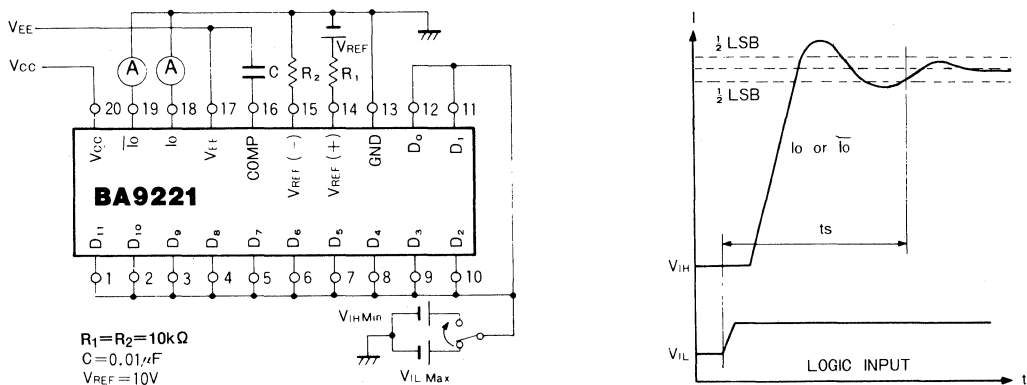 VEE
VCC
A
A
C
R2
VREF
R1
20
19
18
17
16
15
14
13
12
11
VCC
I̅o̅
Io
VEE
COMP
VREF (−)
VREF (+)
GND
D0
D1
BA9221
D11
D10
D9
D8
D7
D6
D5
D4
D3
D2
1
2
3
4
5
6
7
8
9
10
VIH Min
VIL Max
R1=R2=10kΩ
C=0.01μF
VREF=10V
I
½ LSB
½ LSB
Io or I̅o̅
ts
VIH
VIL
LOGIC INPUT
t